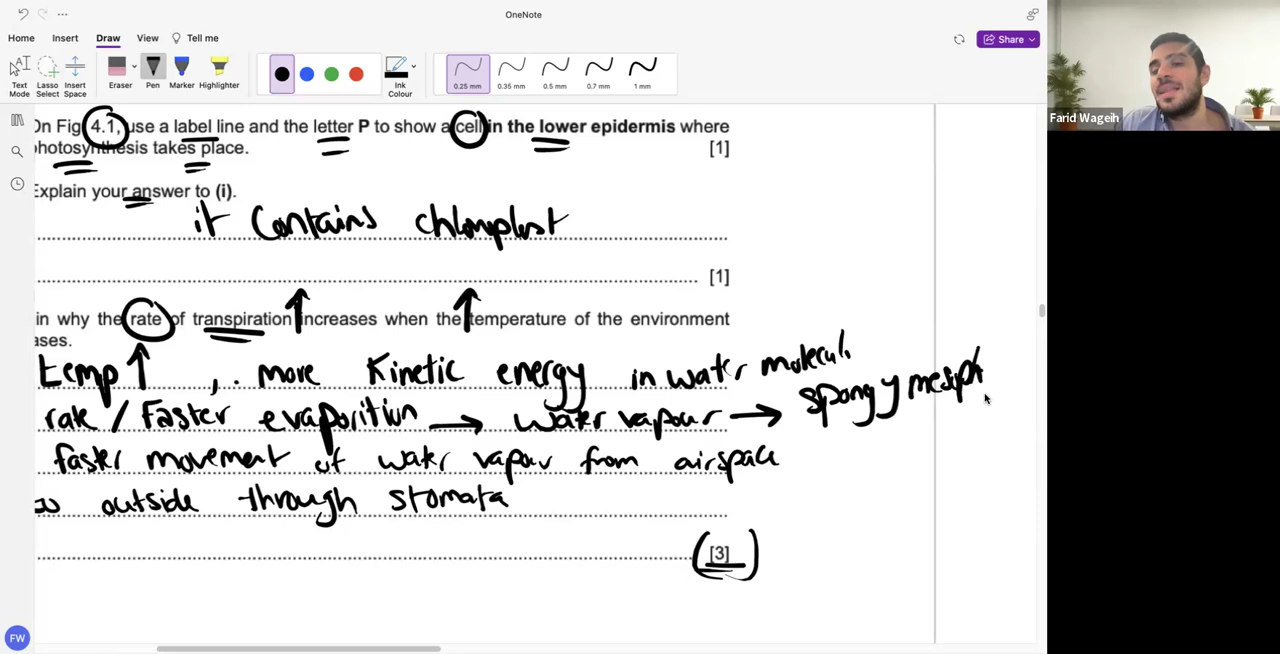 OneNote
Home Insert Draw View Tell me
Share
Text Mode Lasso Select Insert Space Eraser Pen Marker Highlighter Ink Colour 0.25 mm 0.35 mm 0.5 mm 0.7 mm 1 mm
On Fig 4.1, use a label line and the letter P to show a cell in the lower epidermis where
photosynthesis takes place. [1]
Explain your answer to (i).
it contains chloroplast
[1]
in why the rate of transpiration increases when the temperature of the environment
ases.
temp ↑ , . more Kinetic energy in water
rate / Faster evaporition → water vapour → spongy
faster movement of water vapour from airspace
outside through stomata
[3]
FW
Farid Wageih